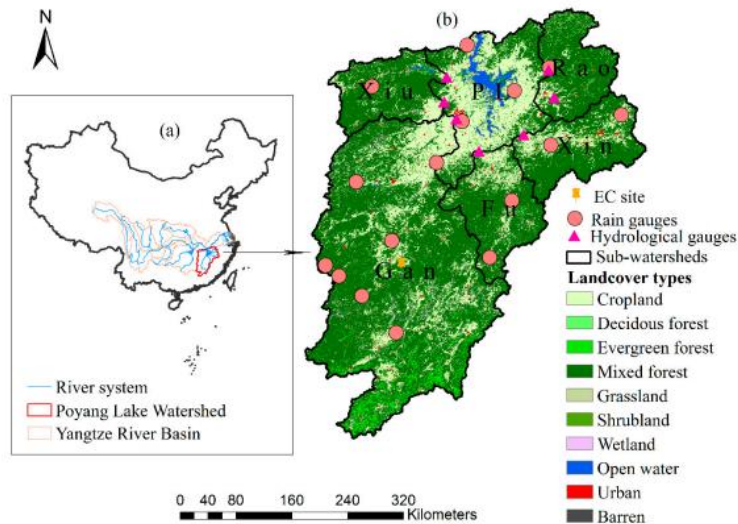 N
(a)
River system
Poyang Lake Watershed
Yangtze River Basin
(b)
Xiu
PL
Rao
Xin
Fu
Gan
EC site
Rain gauges
Hydrological gauges
Sub-watersheds
Landcover types
Cropland
Decidous forest
Evergreen forest
Mixed forest
Grassland
Shrubland
Wetland
Open water
Urban
Barren
0 40 80 160 240 320
Kilometers